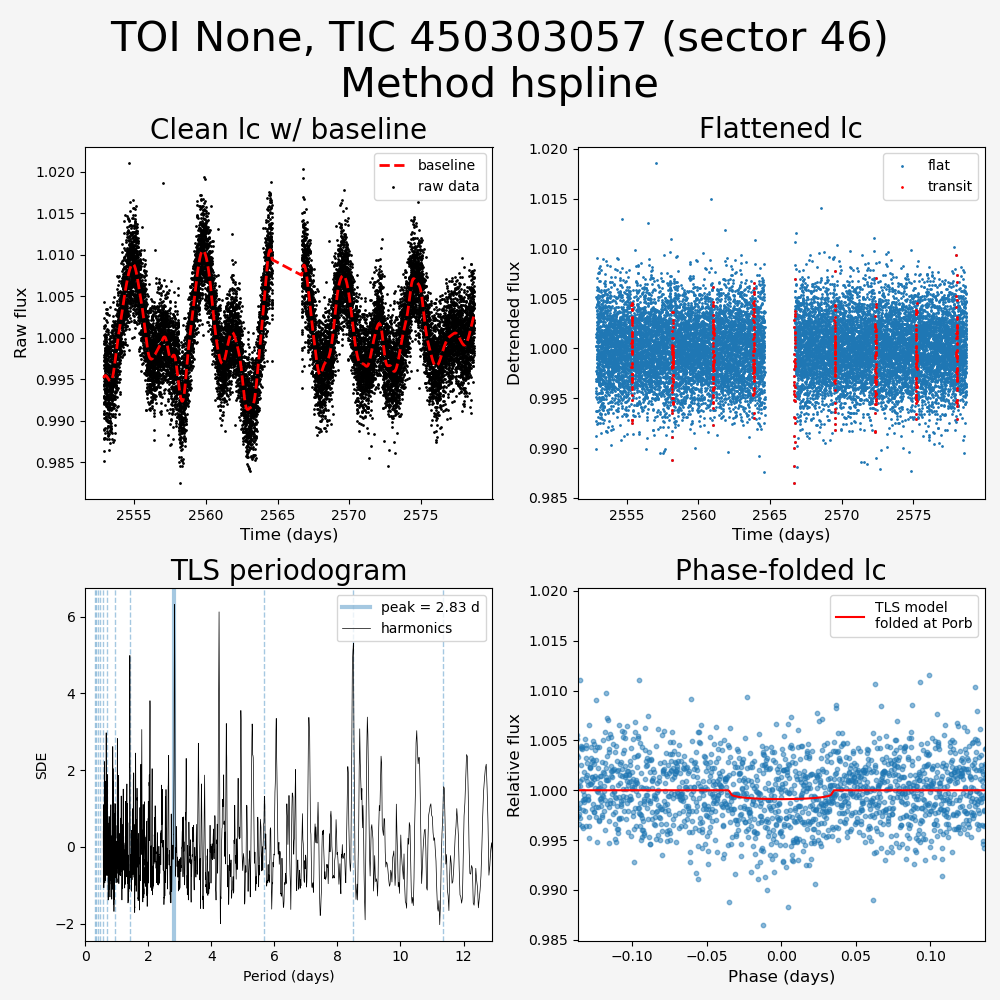 TOI None, TIC 450303057 (sector 46)
Method hspline
Clean lc w/ baseline
Raw flux
1.020
1.015
1.010
1.005
1.000
0.995
0.990
0.985
baseline
raw data
2555 2560 2565 2570 2575
Time (days)
Flattened lc
Detrended flux
1.020
1.015
1.010
1.005
1.000
0.995
0.990
0.985
flat
transit
2555 2560 2565 2570 2575
Time (days)
TLS periodogram
SDE
6
4
2
0
−2
peak = 2.83 d
harmonics
0 2 4 6 8 10 12
Period (days)
Phase-folded lc
Relative flux
1.020
1.015
1.010
1.005
1.000
0.995
0.990
0.985
TLS model
folded at Porb
−0.10 −0.05 0.00 0.05 0.10
Phase (days)